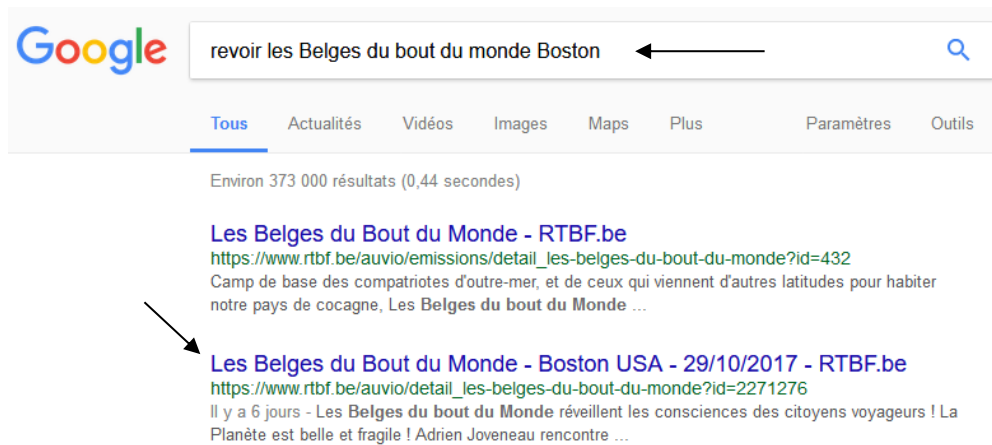 Google
revoir les Belges du bout du monde Boston
Tous Actualités Vidéos Images Maps Plus Paramètres Outils
Environ 373 000 résultats (0,44 secondes)
Les Belges du Bout du Monde - RTBF.be
https://www.rtbf.be/auvio/emissions/detail_les-belges-du-bout-du-monde?id=432
Camp de base des compatriotes d'outre-mer, et de ceux qui viennent d'autres latitudes pour habiter
notre pays de cocagne, Les Belges du bout du Monde ...
Les Belges du Bout du Monde - Boston USA - 29/10/2017 - RTBF.be
https://www.rtbf.be/auvio/detail_les-belges-du-bout-du-monde?id=2271276
Il y a 6 jours - Les Belges du bout du Monde réveillent les consciences des citoyens voyageurs ! La
Planète est belle et fragile ! Adrien Joveneau rencontre ...